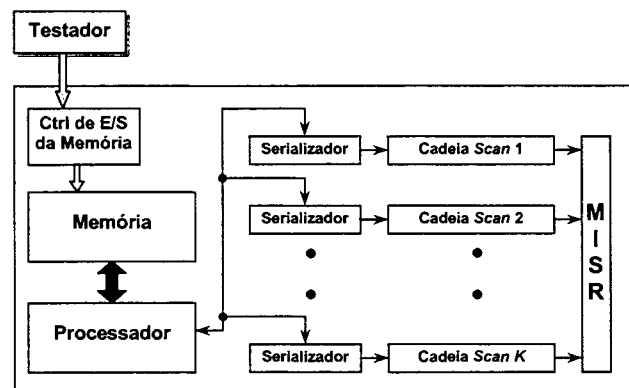 Testador
Ctrl de E/S
da Memória
Memória
Processador
Serializador
Cadeia Scan 1
Serializador
Cadeia Scan 2
Serializador
Cadeia Scan K
M
I
S
R